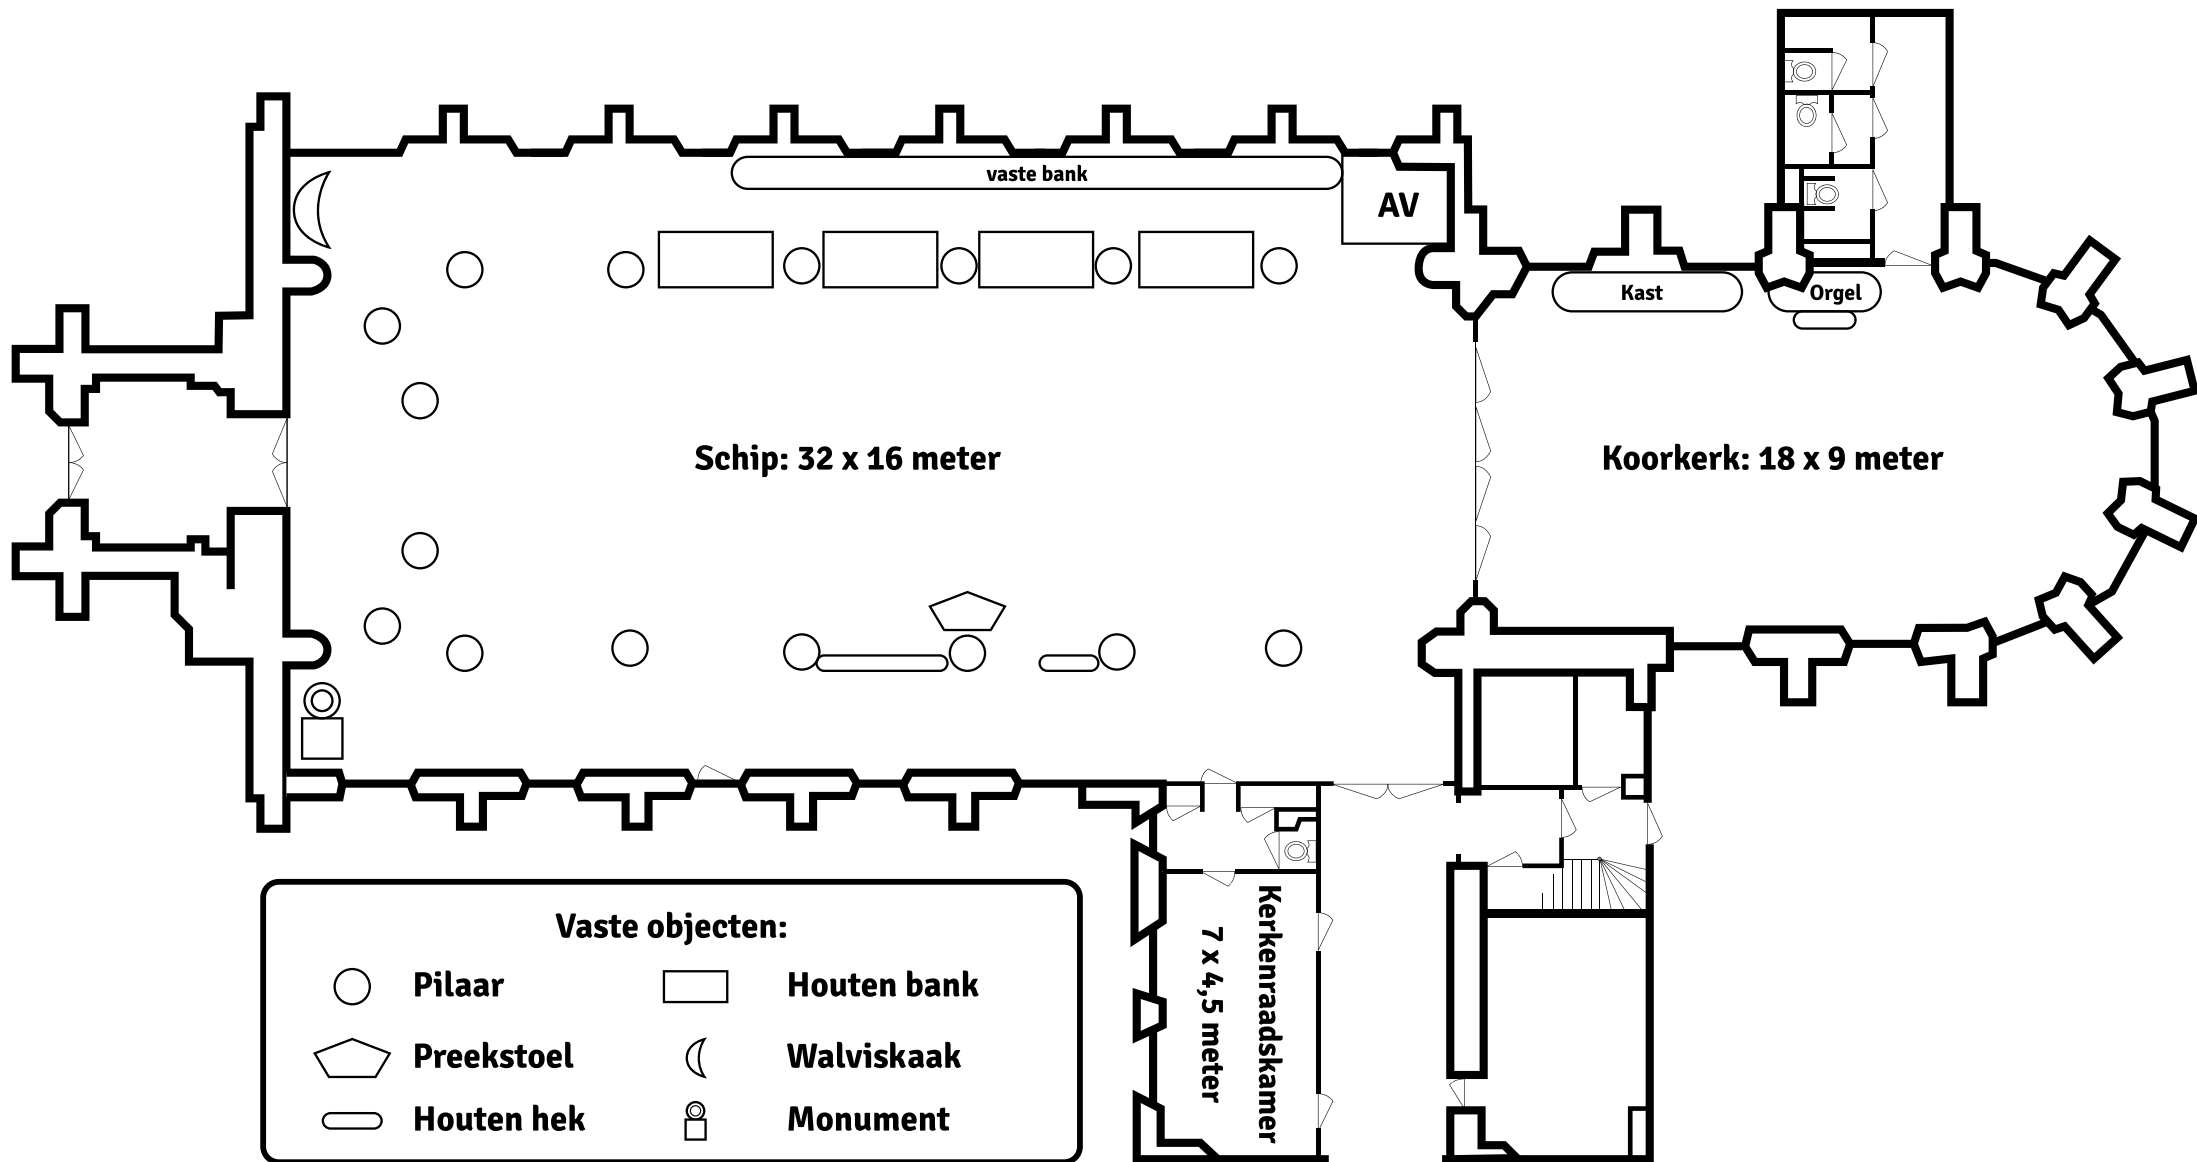 vaste bank
AV
Kast
Orgel
Schip: 32 x 16 meter
Koorkerk: 18 x 9 meter
Kerkenraadskamer
7 x 4,5 meter
Vaste objecten:
Pilaar
Houten bank
Preekstoel
Walviskaak
Houten hek
Monument